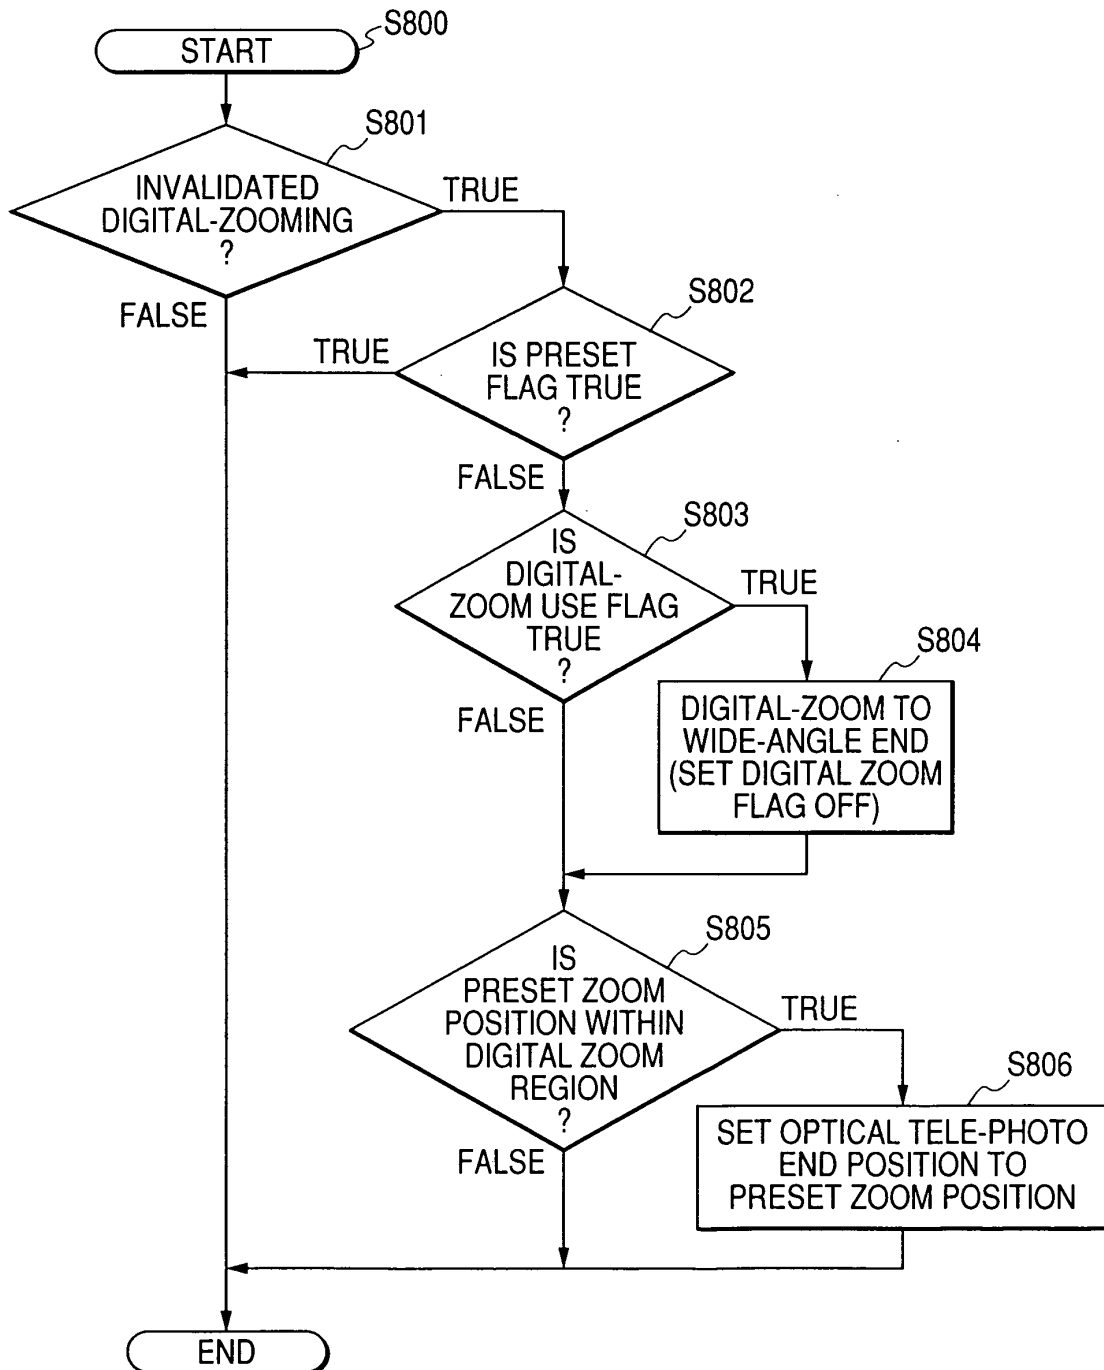 START
S800
S801
INVALIDATED
DIGITAL-ZOOMING
?
TRUE
FALSE
S802
IS PRESET
FLAG TRUE
?
TRUE
FALSE
S803
IS
DIGITAL-
ZOOM USE FLAG
TRUE
?
TRUE
FALSE
S804
DIGITAL-ZOOM TO
WIDE-ANGLE END
(SET DIGITAL ZOOM
FLAG OFF)
S805
IS
PRESET ZOOM
POSITION WITHIN
DIGITAL ZOOM
REGION
?
TRUE
FALSE
S806
SET OPTICAL TELE-PHOTO
END POSITION TO
PRESET ZOOM POSITION
END